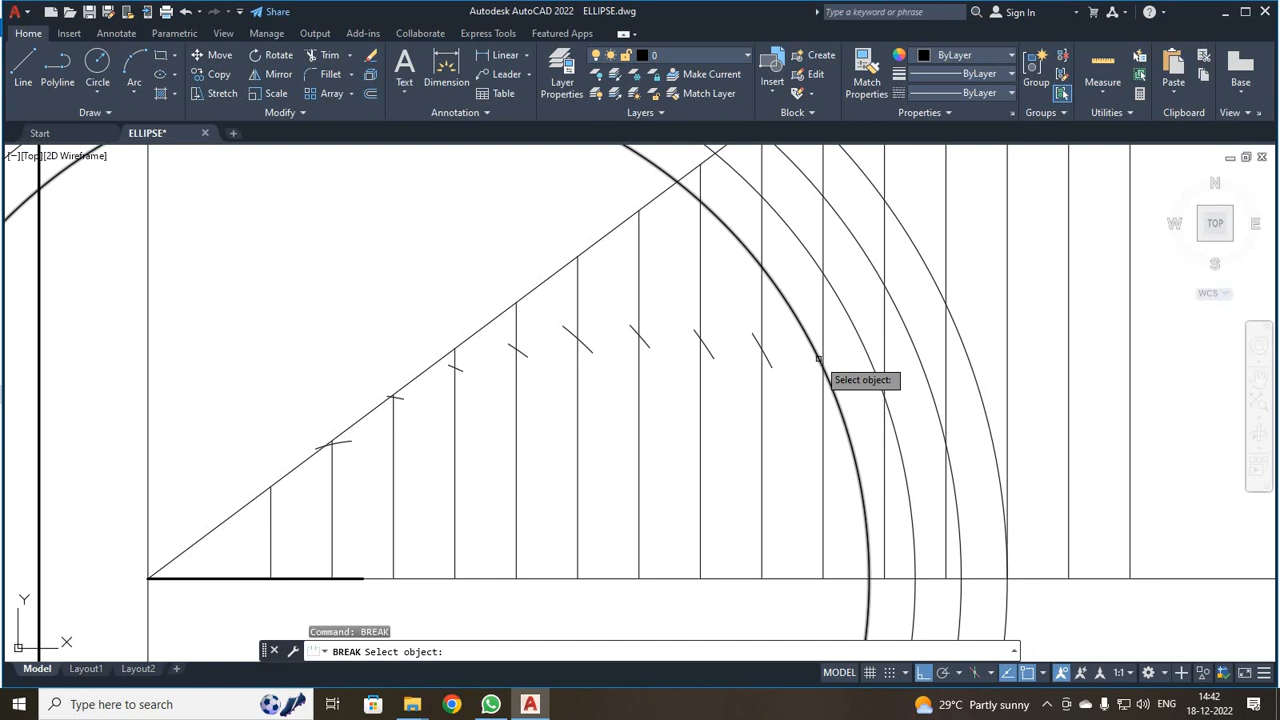 Share
Autodesk AutoCAD 2022 ELLIPSE.dwg
Type a keyword or phrase
Sign In
Home Insert Annotate Parametric View Manage Output Add-ins Collaborate Express Tools Featured Apps
Line Polyline Circle Arc
Move Rotate Trim
Copy Mirror Fillet
Stretch Scale Array
Text Dimension
Linear
Leader
Table
Layer Properties
0
Make Current
Match Layer
Insert
Create
Edit
Match Properties
ByLayer
ByLayer
ByLayer
Group
Measure
Paste
Base
Draw Modify Annotation Layers Block Properties Groups Utilities Clipboard View
Start ELLIPSE*
[−][Top][2D Wireframe]
N
W TOP E
S
WCS
Select object:
Y
X
Command: BREAK
BREAK Select object:
Model Layout1 Layout2
MODEL
1:1
Type here to search
29°C Partly sunny
ENG
14:42
18-12-2022